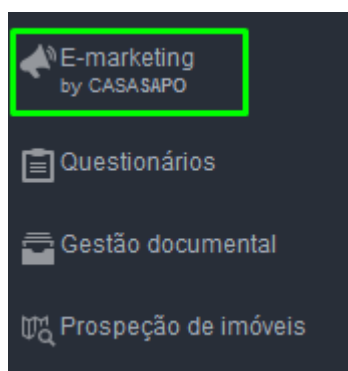 E-marketing
by CASASAPO
Questionários
Gestão documental
Prospeção de imóveis